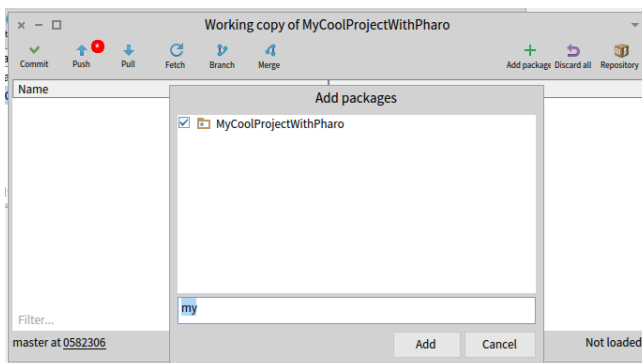 Working copy of MyCoolProjectWithPharo
Commit Push Pull Fetch Branch Merge Add package Discard all Repository
Name
Add packages
MyCoolProjectWithPharo
my
Filter...
Add Cancel
master at 0582306 Not loaded